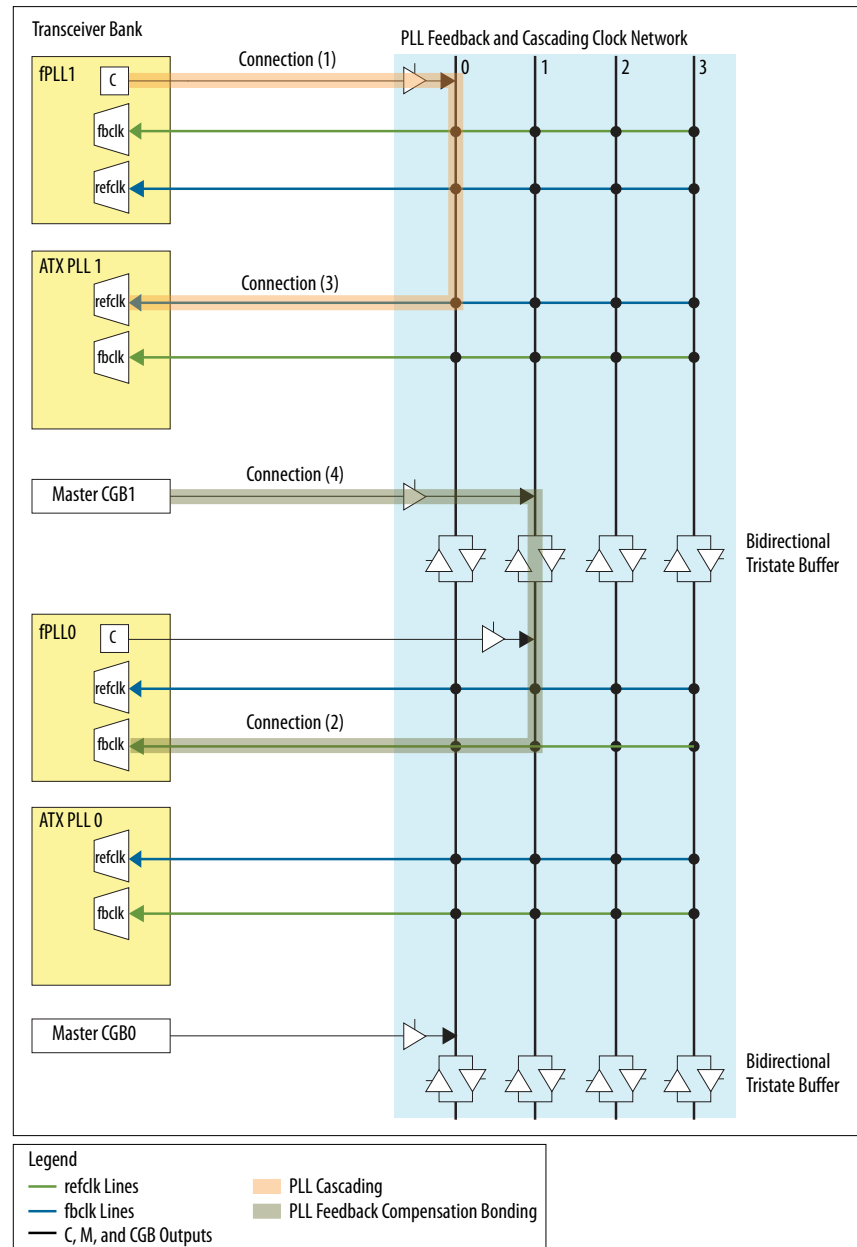 Transceiver Bank
PLL Feedback and Cascading Clock Network
fPLL1
C
Connection (1)
0
1
2
3
fbclk
refclk
ATX PLL 1
Connection (3)
refclk
fbclk
Connection (4)
Master CGB1
Bidirectional
Tristate Buffer
fPLL0
C
refclk
Connection (2)
fbclk
ATX PLL 0
refclk
fbclk
Master CGB0
Bidirectional
Tristate Buffer
Legend
refclk Lines
PLL Cascading
fbclk Lines
PLL Feedback Compensation Bonding
C, M, and CGB Outputs